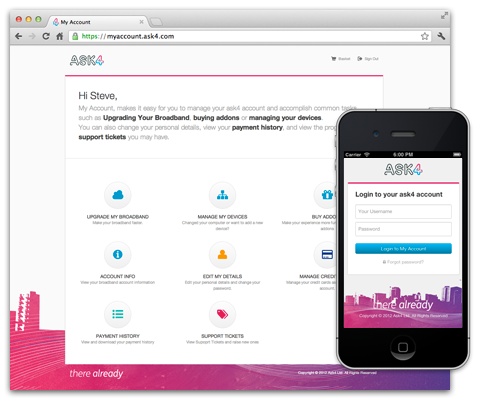 My Account
https://myaccount.ask4.com
ASK4
Basket
Sign Out
Hi Steve,
My Account, makes it easy for you to manage your ask4 account and accomplish common tasks
such as Upgrading Your Broadband, buying addons or managing your devices.
You can also change your personal details, view your payment history, and view the
support tickets you may have.
UPGRADE MY BROADBAND
Make your broadband faster.
MANAGE MY DEVICES
Changed your computer or want to add a new
device?
BUY ADDO
Make your experience more
addons
ACCOUNT INFO
View your broadband account information
EDIT MY DETAILS
Edit your personal details and change your
password.
MANAGE CREDI
Manage your credit cards
account.
PAYMENT HISTORY
View and download your payment history
SUPPORT TICKETS
View Support Tickets and raise new ones
there already
Carrier
6:00 PM
ASK4
Login to your ask4 account
Your Username
Password
Login to My Account
Forgot password?
there already
Copyright © 2012 Ask4 Ltd. All Rights Reserved
Copyright © 2012 Ask4 Ltd. All Rights Reserved